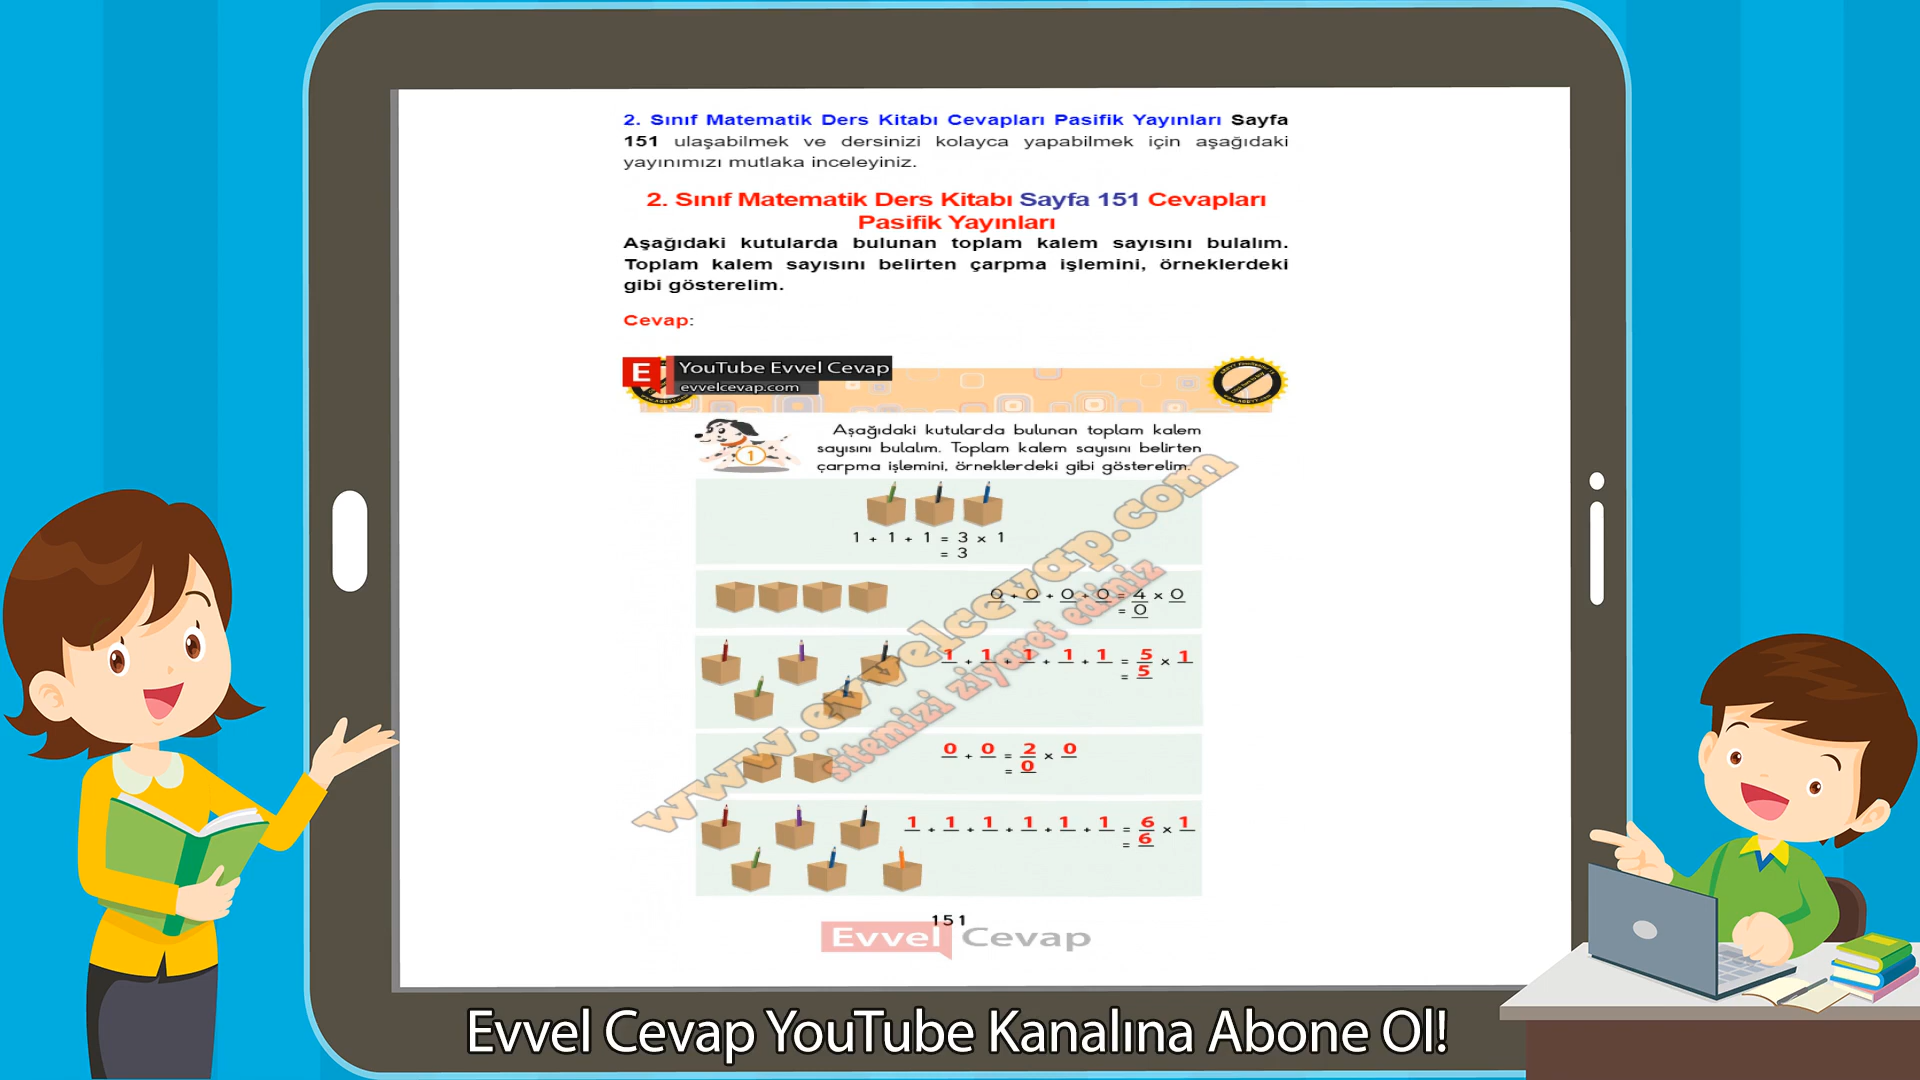 2. Sınıf Matematik Ders Kitabı Cevapları Pasifik Yayınları Sayfa
151 ulaşabilmek ve dersinizi kolayca yapabilmek için aşağıdaki
yayınımızı mutlaka inceleyiniz.
2. Sınıf Matematik Ders Kitabı Sayfa 151 Cevapları
Pasifik Yayınları
Aşağıdaki kutularda bulunan toplam kalem sayısını bulalım.
Toplam kalem sayısını belirten çarpma işlemini, örneklerdeki
gibi gösterelim.
Cevap:
E YouTube Evvel Cevap
evvelcevap.com
1
Aşağıdaki kutularda bulunan toplam kalem
sayısını bulalım. Toplam kalem sayısını belirten
çarpma işlemini, örneklerdeki gibi gösterelim.
1 + 1 + 1 = 3 x 1
= 3
0 + 0 + 0 + 0 = 4 x 0
= 0
1 + 1 + 1 + 1 + 1 = 5 x 1
= 5
0 + 0 = 2 x 0
= 0
1 + 1 + 1 + 1 + 1 + 1 = 6 x 1
= 6
www.evvelcevap.com
sitemizi ziyaret ediniz
151
Evvel Cevap
Evvel Cevap YouTube Kanalına Abone Ol!